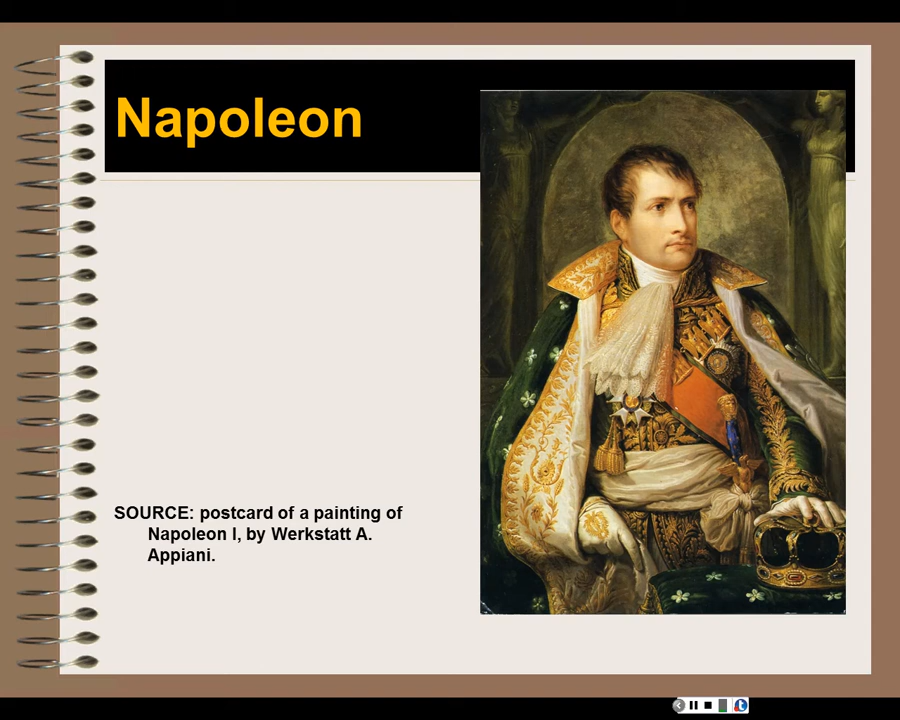 Napoleon
SOURCE: postcard of a painting of
Napoleon I, by Werkstatt A.
Appiani.